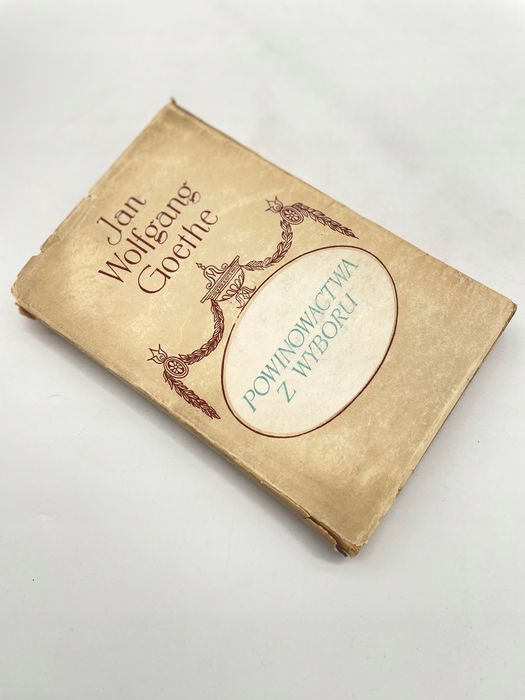 Jan
Wolfgang
Goethe
POWINOWACTWA
Z WYBORU